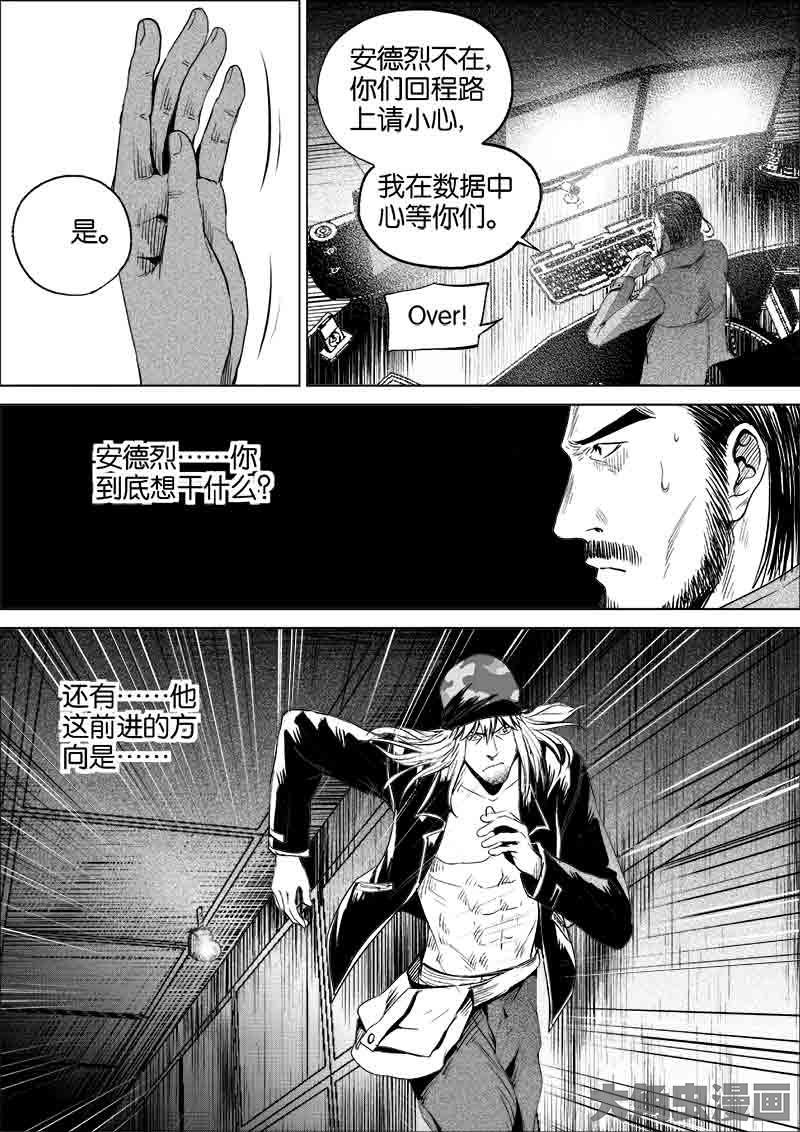 是。
安德烈不在，
你们回程路
上请小心，
我在数据中
心等你们。
Over!
安德烈……你
到底想干什么？
还有……他
这前进的方
向是……
大角虫漫画